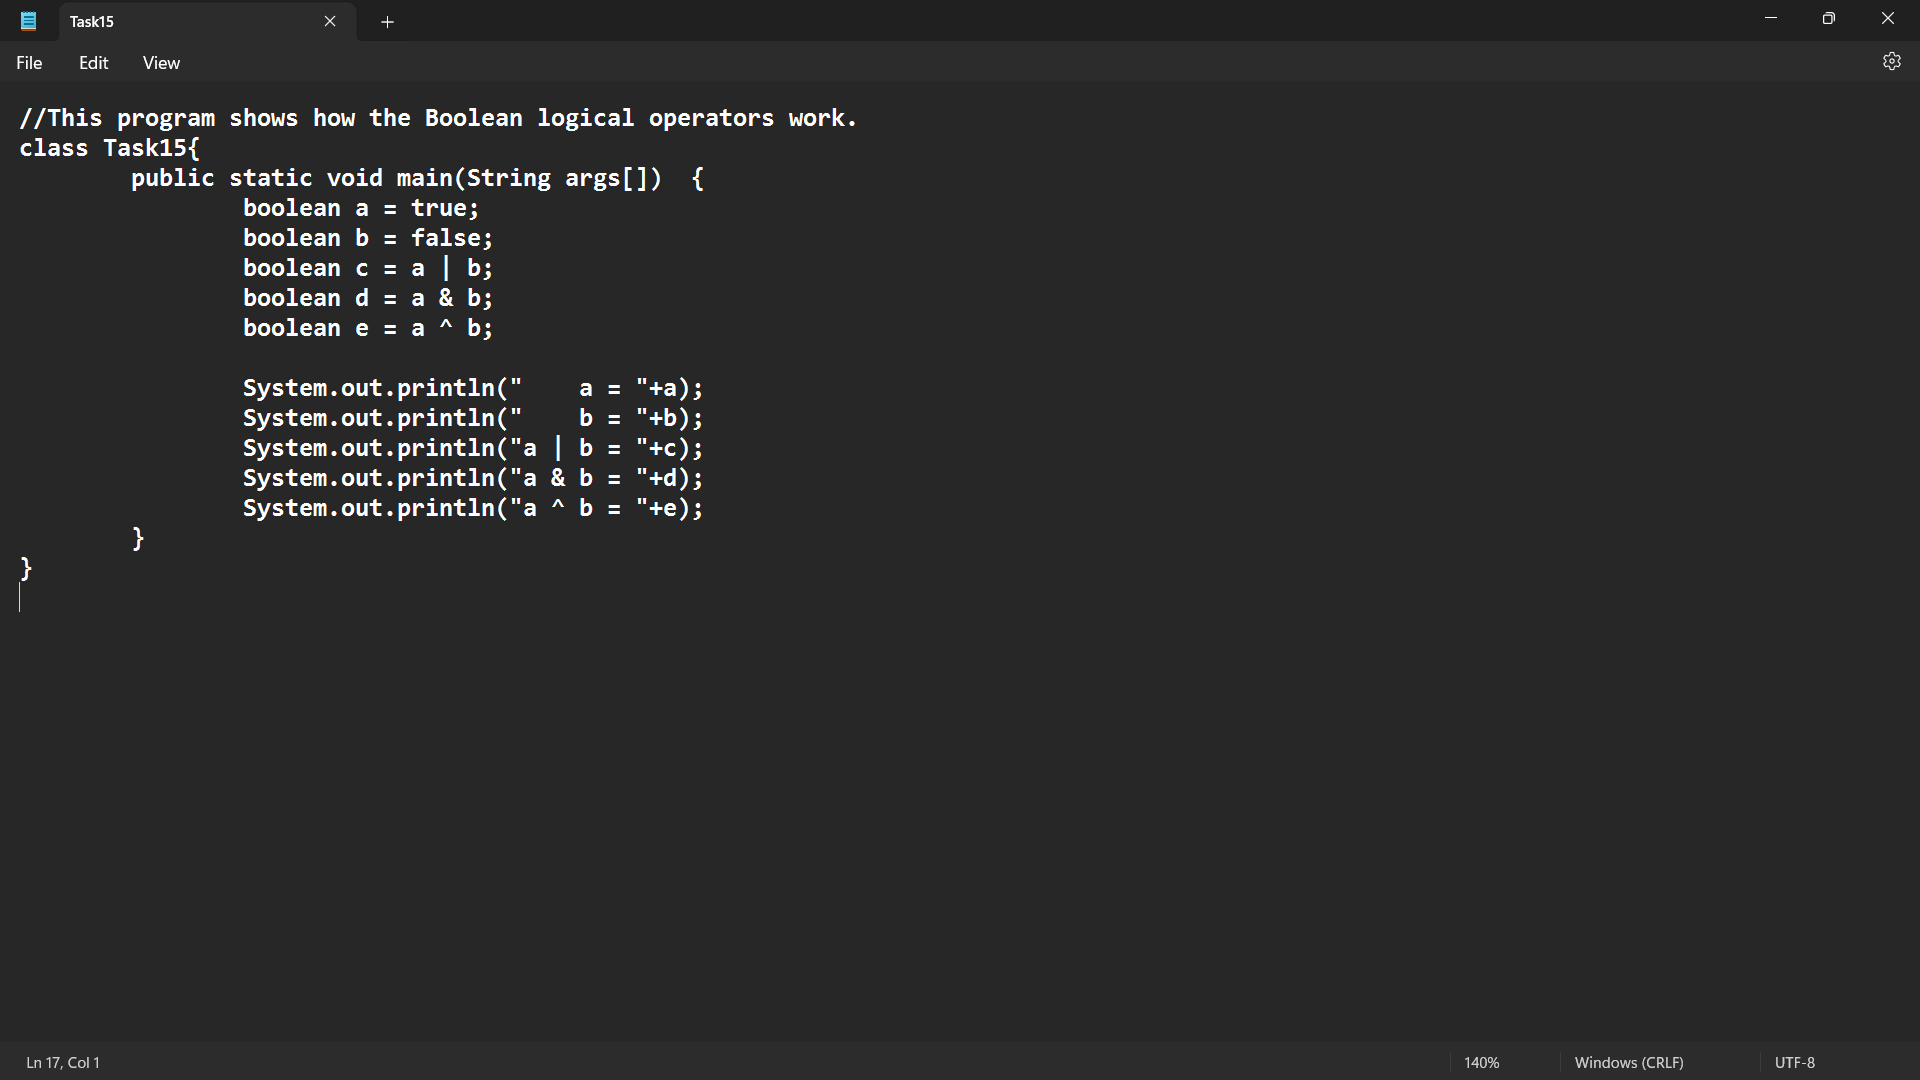 Task15
File Edit View
//This program shows how the Boolean logical operators work.
class Task15{
        public static void main(String args[])  {
                boolean a = true;
                boolean b = false;
                boolean c = a | b;
                boolean d = a & b;
                boolean e = a ^ b;

                System.out.println("    a = "+a);
                System.out.println("    b = "+b);
                System.out.println("a | b = "+c);
                System.out.println("a & b = "+d);
                System.out.println("a ^ b = "+e);
        }
}
Ln 17, Col 1 140% Windows (CRLF) UTF-8